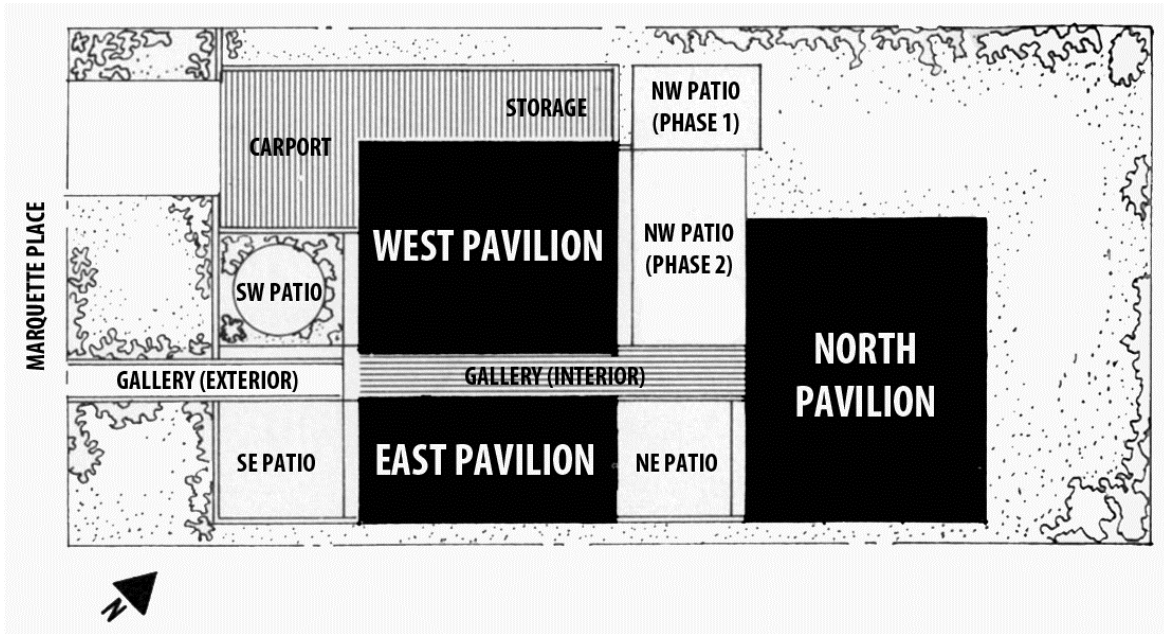 STORAGE
NW PATIO
(PHASE 1)
CARPORT
WEST PAVILION
NW PATIO
(PHASE 2)
MARQUETTE PLACE
SW PATIO
NORTH
PAVILION
GALLERY (EXTERIOR)
GALLERY (INTERIOR)
SE PATIO
EAST PAVILION
NE PATIO
N